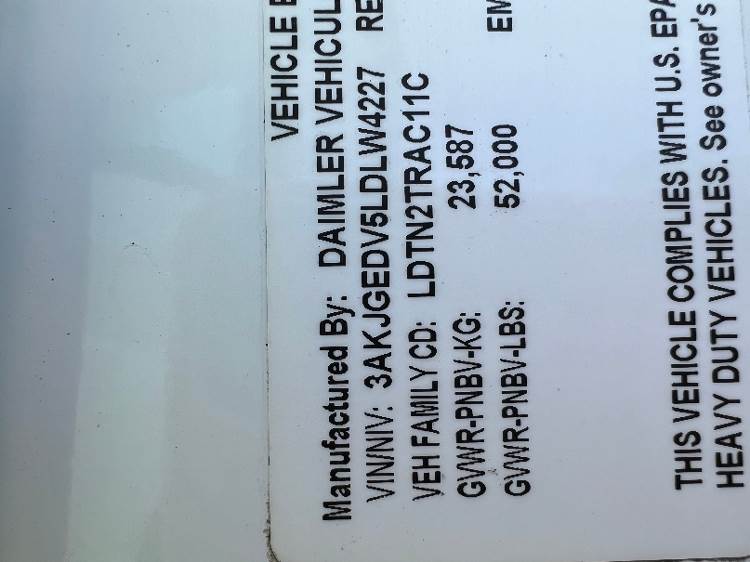 VEHICLE E
Manufactured By: DAIMLER VEHICUL
VIN/NIV: 3AKJGEDV5LDLW4227 RE
VEH FAMILY CD: LDTN2TRAC11C
GVWR-PNBV-KG: 23,587
GVWR-PNBV-LBS: 52,000 EM
THIS VEHICLE COMPLIES WITH U.S. EPA
HEAVY DUTY VEHICLES. See owner's